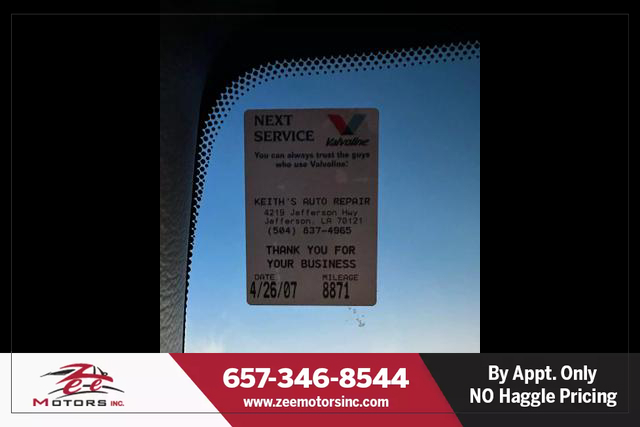 NEXT
SERVICE
Valvoline
You can always trust the guys
who use Valvoline.
KEITH'S AUTO REPAIR
4219 Jefferson Hwy
Jefferson, LA 70121
(504) 837-4965
THANK YOU FOR
YOUR BUSINESS
DATE MILEAGE
4/26/07 8871
Zee
MOTORS INC.
657-346-8544
www.zeemotorsinc.com
By Appt. Only
NO Haggle Pricing